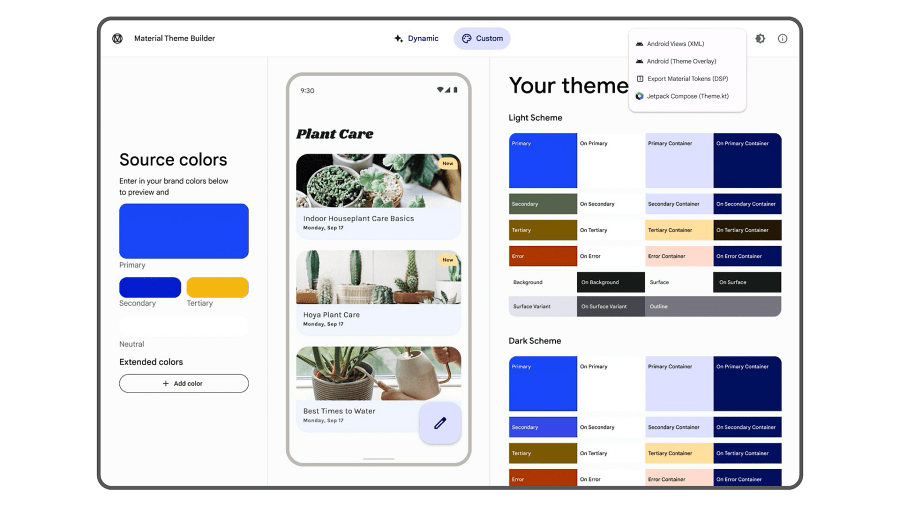 Material Theme Builder
Dynamic
Custom
Android Views (XML)
Android (Theme Overlay)
Export Material Tokens (DSP)
Jetpack Compose (Theme.kt)
Source colors
Enter in your brand colors below
to preview and
Primary
Secondary
Tertiary
Neutral
Extended colors
+ Add color
9:30
Plant Care
New
Indoor Houseplant Care Basics
Monday, Sep 17
New
Hoya Plant Care
Monday, Sep 17
Best Times to Water
Monday, Sep 17
Your theme
Light Scheme
Primary
On Primary
Primary Container
On Primary Container
Secondary
On Secondary
Secondary Container
On Secondary Container
Tertiary
On Tertiary
Tertiary Container
On Tertiary Container
Error
On Error
Error Container
On Error Container
Background
On Background
Surface
On Surface
Surface Variant
On Surface Variant
Outline
Dark Scheme
Primary
On Primary
Primary Container
On Primary Container
Secondary
On Secondary
Secondary Container
On Secondary Container
Tertiary
On Tertiary
Tertiary Container
On Tertiary Container
Error
On Error
Error Container
On Error Container